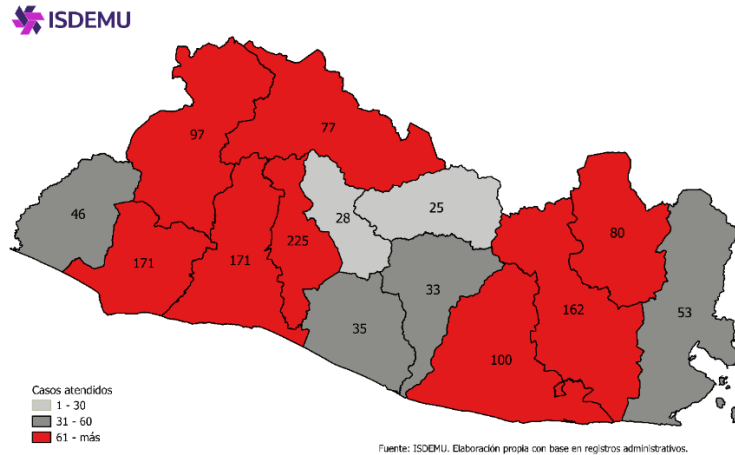 ISDEMU
77
97
46
28
25
80
225
171
171
33
53
35
162
100
Casos atendidos
1 - 30
31 - 60
61 - más
Fuente: ISDEMU. Elaboración propia con base en registros administrativos.